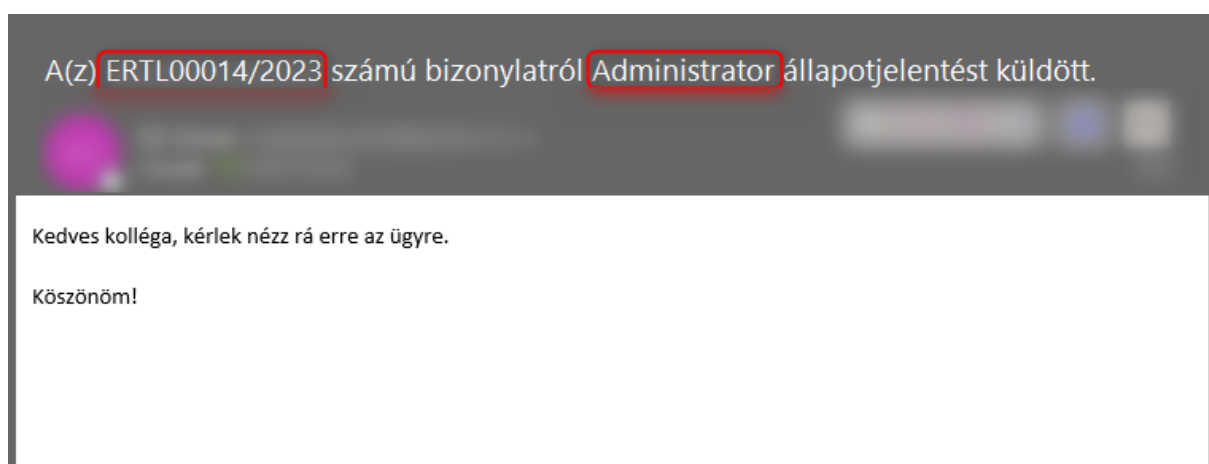 A(z) ERTL00014/2023 számú bizonylatról Administrator állapotjelentést küldött.
Kedves kolléga, kérlek nézz rá erre az ügyre.
Köszönöm!